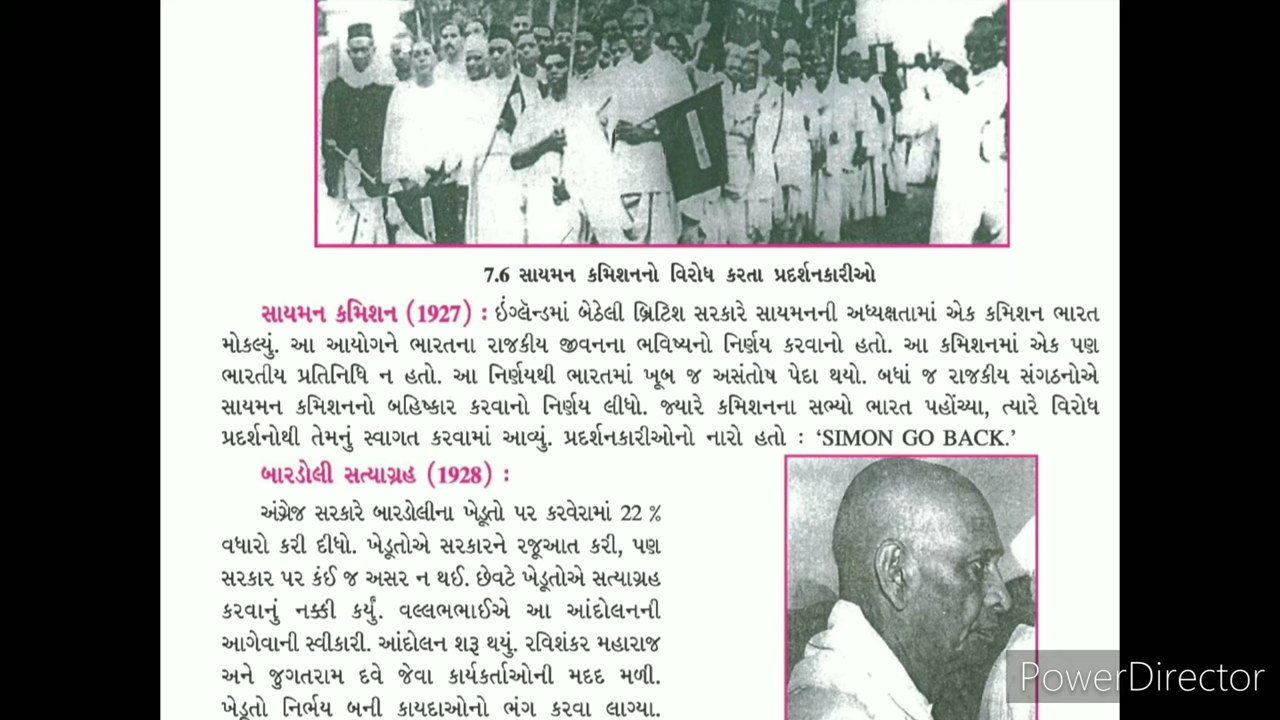 7.6 સાયમન કમિશનનો વિરોધ કરતા પ્રદર્શનકારીઓ
સાયમન કમિશન (1927) : ઇંગ્લૅન્ડમાં બેઠેલી બ્રિટિશ સરકારે સાયમનની અધ્યક્ષતામાં એક કમિશન ભારત
મોકલ્યું. આ આયોગને ભારતના રાજકીય જીવનના ભવિષ્યનો નિર્ણય કરવાનો હતો. આ કમિશનમાં એક પણ
ભારતીય પ્રતિનિધિ ન હતો. આ નિર્ણયથી ભારતમાં ખૂબ જ અસંતોષ પેદા થયો. બધાં જ રાજકીય સંગઠનોએ
સાયમન કમિશનનો બહિષ્કાર કરવાનો નિર્ણય લીધો. જ્યારે કમિશનના સભ્યો ભારત પહોંચ્યા, ત્યારે વિરોધ
પ્રદર્શનોથી તેમનું સ્વાગત કરવામાં આવ્યું. પ્રદર્શનકારીઓનો નારો હતો : ‘SIMON GO BACK.’
બારડોલી સત્યાગ્રહ (1928) :
અંગ્રેજ સરકારે બારડોલીના ખેડૂતો પર કરવેરામાં 22 %
વધારો કરી દીધો. ખેડૂતોએ સરકારને રજૂઆત કરી, પણ
સરકાર પર કંઈ જ અસર ન થઈ. છેવટે ખેડૂતોએ સત્યાગ્રહ
કરવાનું નક્કી કર્યું. વલ્લભભાઈએ આ આંદોલનની
આગેવાની સ્વીકારી. આંદોલન શરૂ થયું. રવિશંકર મહારાજ
અને જુગતરામ દવે જેવા કાર્યકર્તાઓની મદદ મળી.
ખેડૂતો નિર્ભય બની કાયદાઓનો ભંગ કરવા લાગ્યા.
PowerDirector